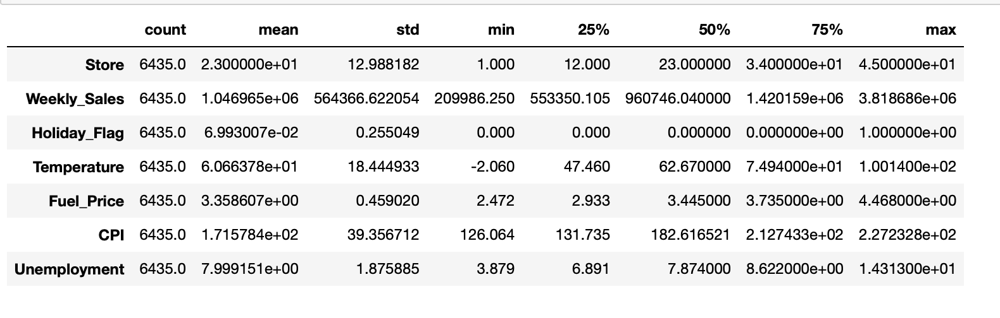 count mean std min 25% 50% 75% max
Store 6435.0 2.300000e+01 12.988182 1.000 12.000 23.000000 3.400000e+01 4.500000e+01
Weekly_Sales 6435.0 1.046965e+06 564366.622054 209986.250 553350.105 960746.040000 1.420159e+06 3.818686e+06
Holiday_Flag 6435.0 6.993007e-02 0.255049 0.000 0.000 0.000000 0.000000e+00 1.000000e+00
Temperature 6435.0 6.066378e+01 18.444933 -2.060 47.460 62.670000 7.494000e+01 1.001400e+02
Fuel_Price 6435.0 3.358607e+00 0.459020 2.472 2.933 3.445000 3.735000e+00 4.468000e+00
CPI 6435.0 1.715784e+02 39.356712 126.064 131.735 182.616521 2.127433e+02 2.272328e+02
Unemployment 6435.0 7.999151e+00 1.875885 3.879 6.891 7.874000 8.622000e+00 1.431300e+01